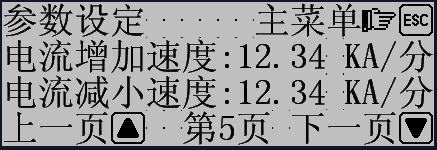 参数设定 主菜单 ESC
电流增加速度:12.34 KA/分
电流减小速度:12.34 KA/分
上一页 第5页 下一页